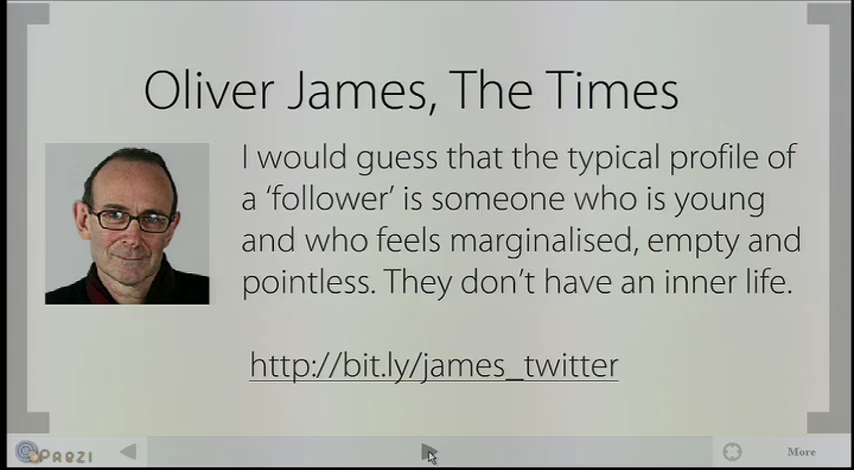 Oliver James, The Times
I would guess that the typical profile of
a ‘follower’ is someone who is young
and who feels marginalised, empty and
pointless. They don’t have an inner life.
http://bit.ly/james_twitter
PREZI
More